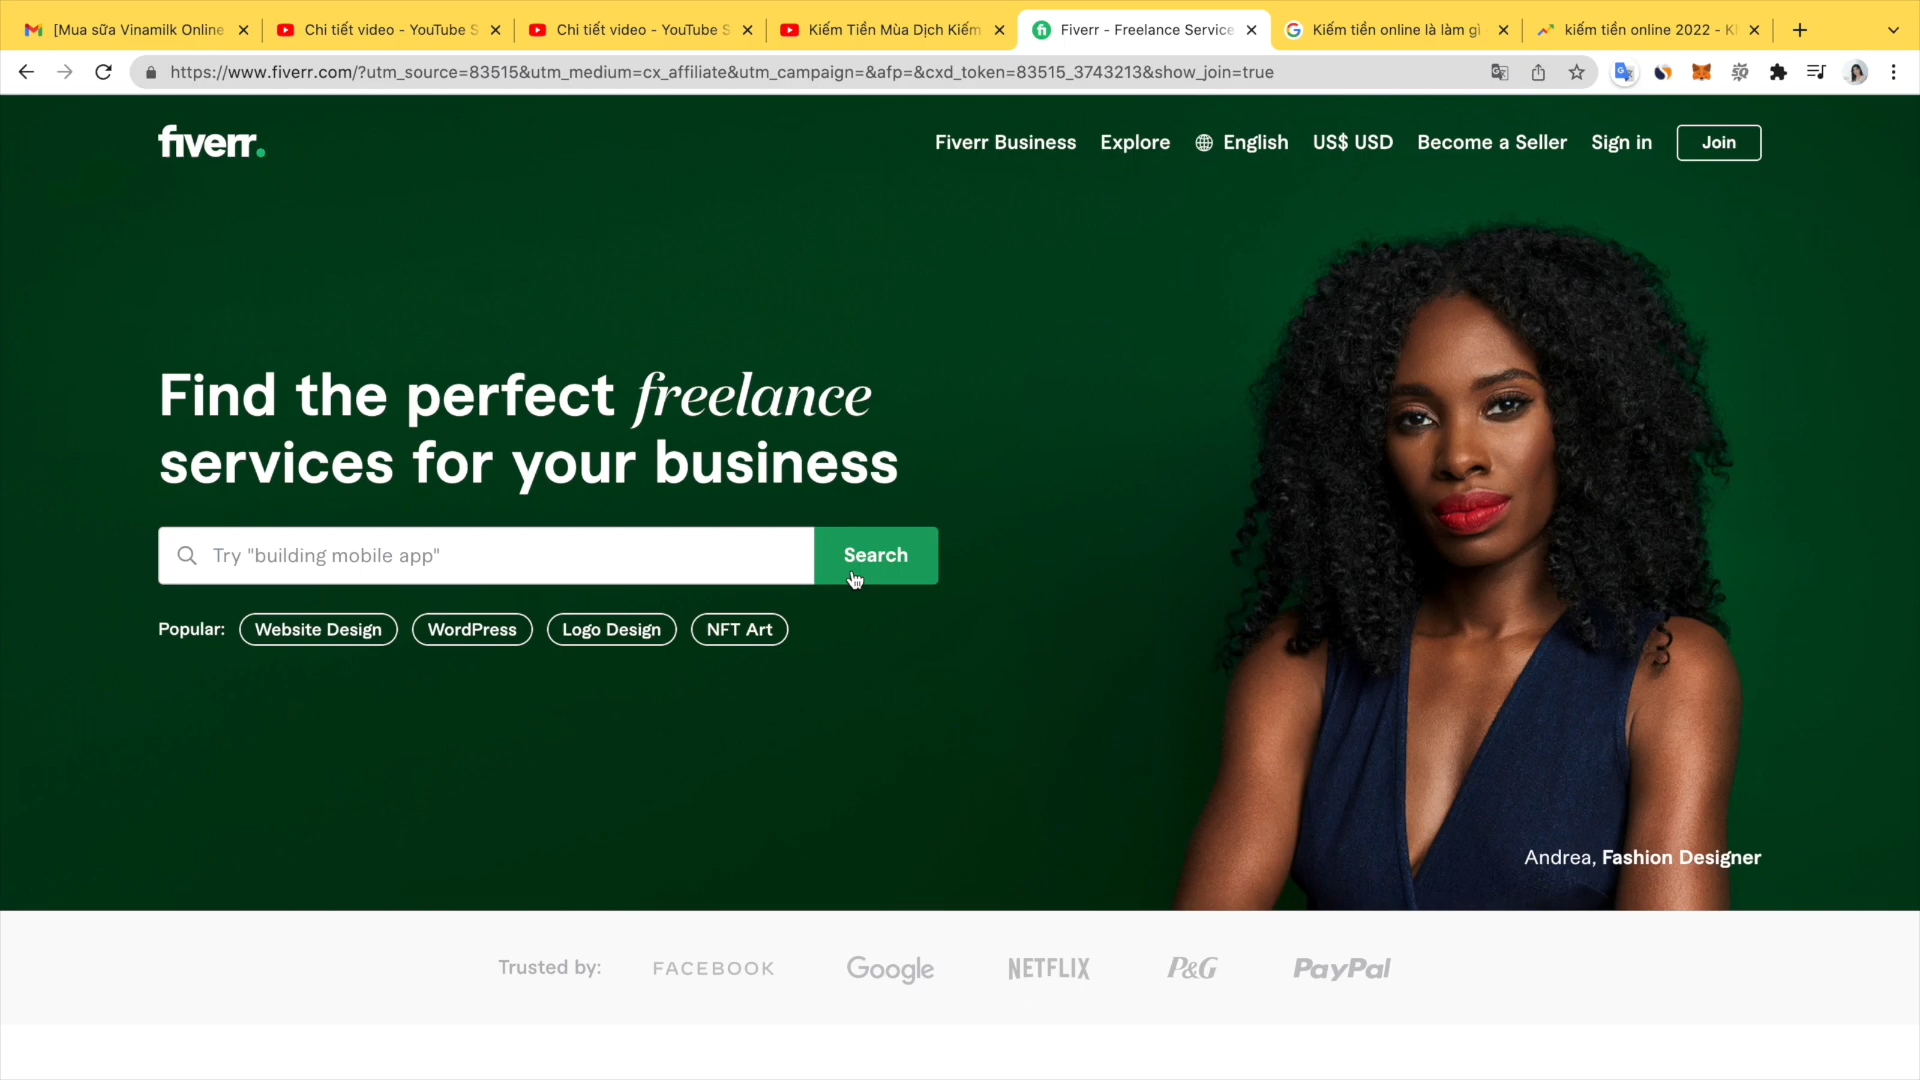 [Mua sữa Vinamilk Online
Chi tiết video - YouTube S
Chi tiết video - YouTube S
Kiếm Tiền Mùa Dịch Kiếm
Fiverr - Freelance Service
Kiếm tiền online là làm gì
kiếm tiền online 2022 - K
https://www.fiverr.com/?utm_source=83515&utm_medium=cx_affiliate&utm_campaign=&afp=&cxd_token=83515_3743213&show_join=true
fiverr.
Fiverr Business Explore English US$ USD Become a Seller Sign in Join
Find the perfect freelance
services for your business
Try "building mobile app"
Search
Popular: Website Design WordPress Logo Design NFT Art
Andrea, Fashion Designer
Trusted by: FACEBOOK Google NETFLIX P&G PayPal